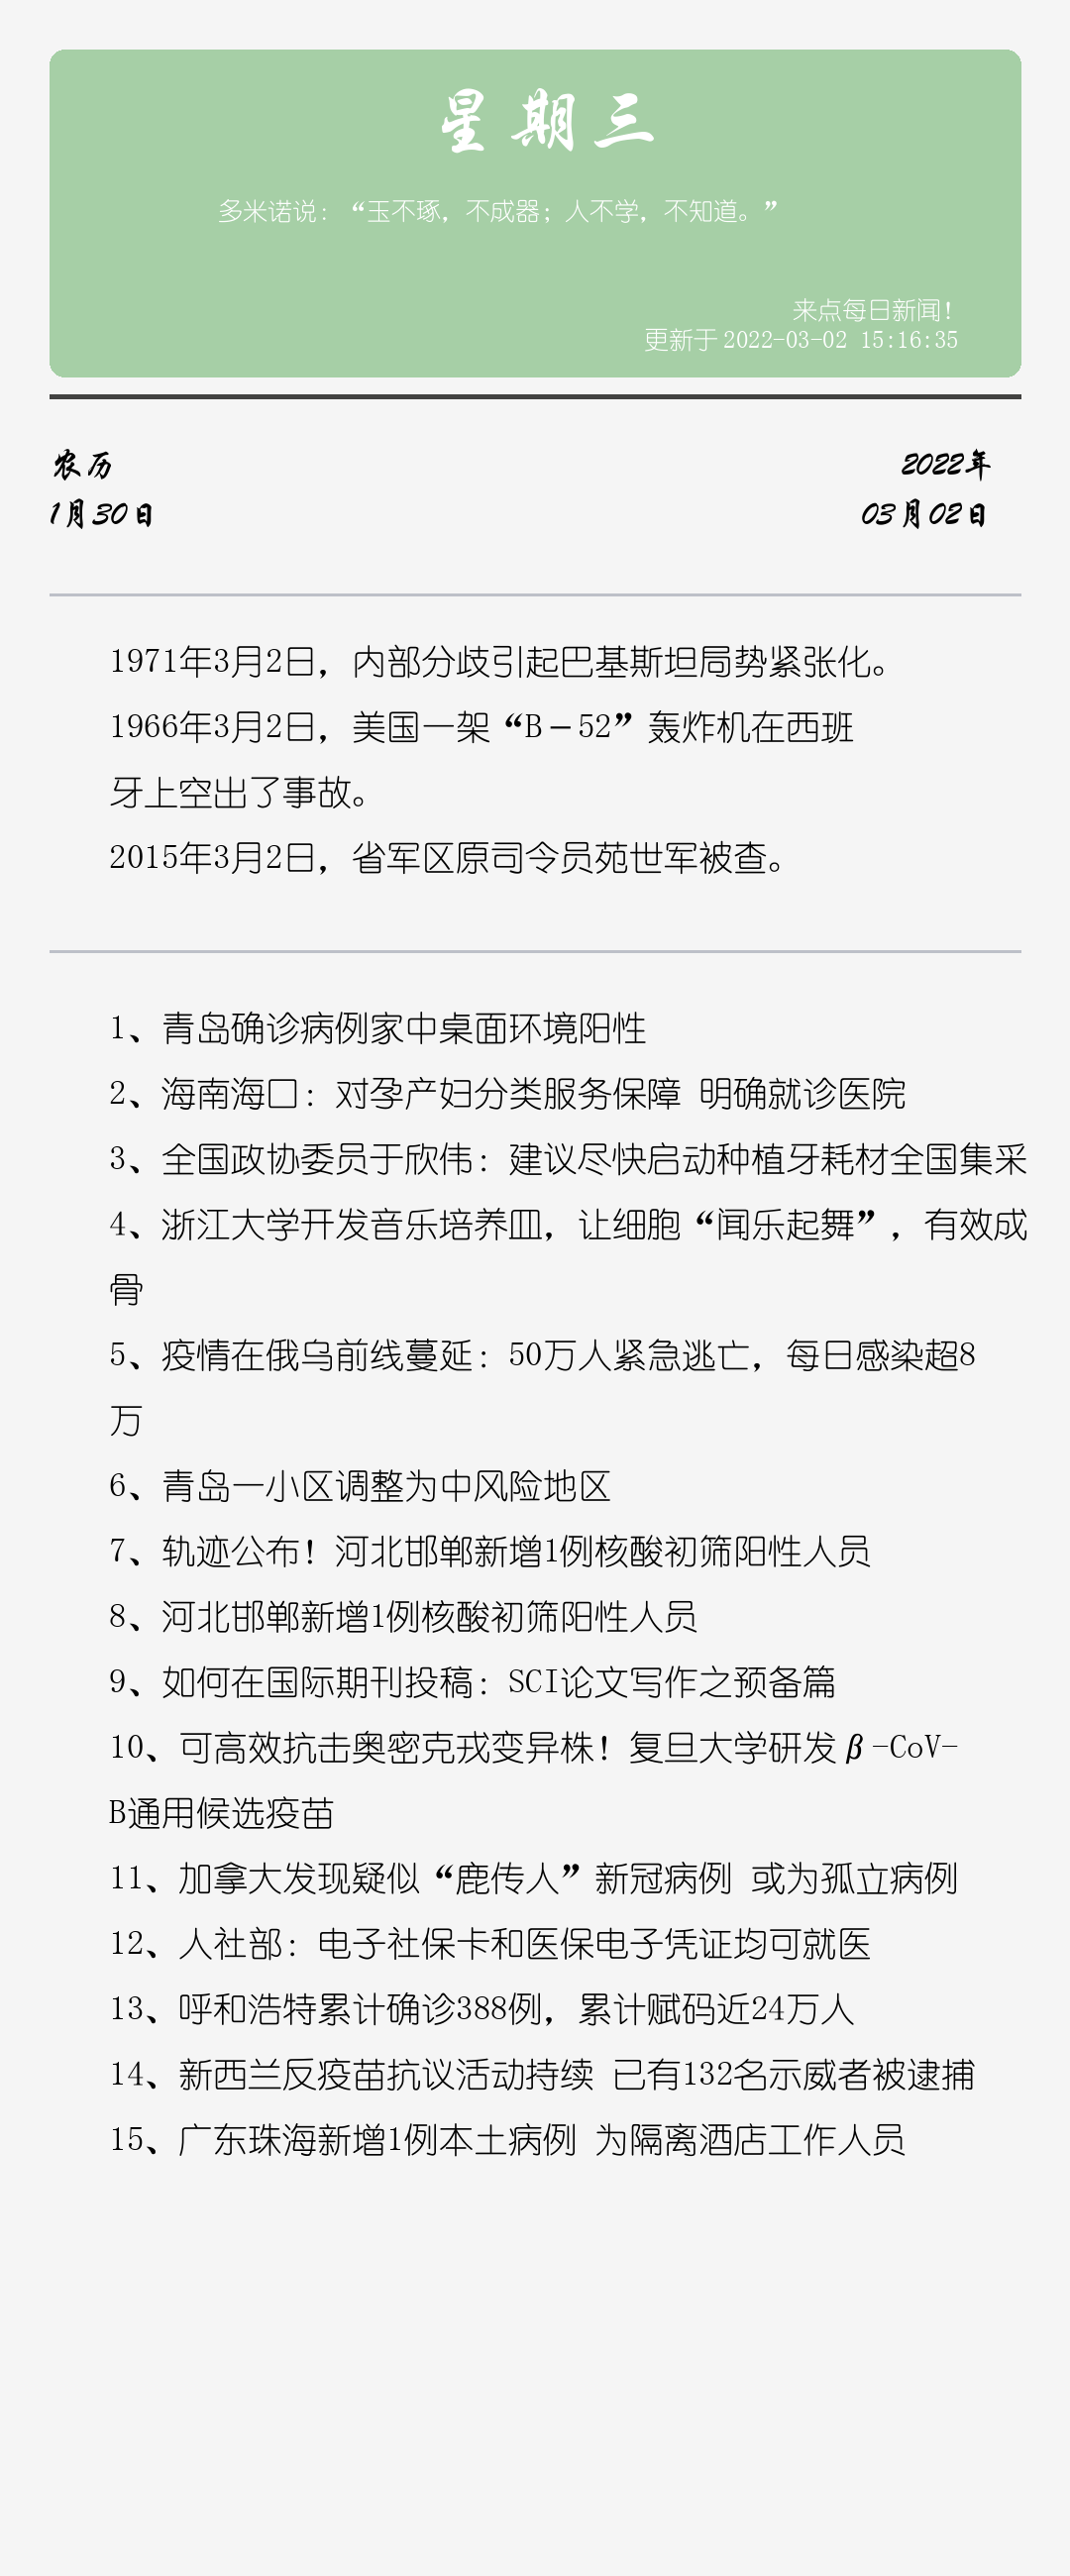 星期三
多米诺说：“玉不琢，不成器；人不学，不知道。”
来点每日新闻！
更新于 2022-03-02 15:16:35
农历
1月30日
2022年
03月02日
1971年3月2日，内部分歧引起巴基斯坦局势紧张化。
1966年3月2日，美国一架“B－52”轰炸机在西班
牙上空出了事故。
2015年3月2日，省军区原司令员苑世军被查。
1、青岛确诊病例家中桌面环境阳性
2、海南海口：对孕产妇分类服务保障 明确就诊医院
3、全国政协委员于欣伟：建议尽快启动种植牙耗材全国集采
4、浙江大学开发音乐培养皿，让细胞“闻乐起舞”，有效成
骨
5、疫情在俄乌前线蔓延：50万人紧急逃亡，每日感染超8
万
6、青岛一小区调整为中风险地区
7、轨迹公布！河北邯郸新增1例核酸初筛阳性人员
8、河北邯郸新增1例核酸初筛阳性人员
9、如何在国际期刊投稿：SCI论文写作之预备篇
10、可高效抗击奥密克戎变异株！复旦大学研发β-CoV-
B通用候选疫苗
11、加拿大发现疑似“鹿传人”新冠病例 或为孤立病例
12、人社部：电子社保卡和医保电子凭证均可就医
13、呼和浩特累计确诊388例，累计赋码近24万人
14、新西兰反疫苗抗议活动持续 已有132名示威者被逮捕
15、广东珠海新增1例本土病例 为隔离酒店工作人员